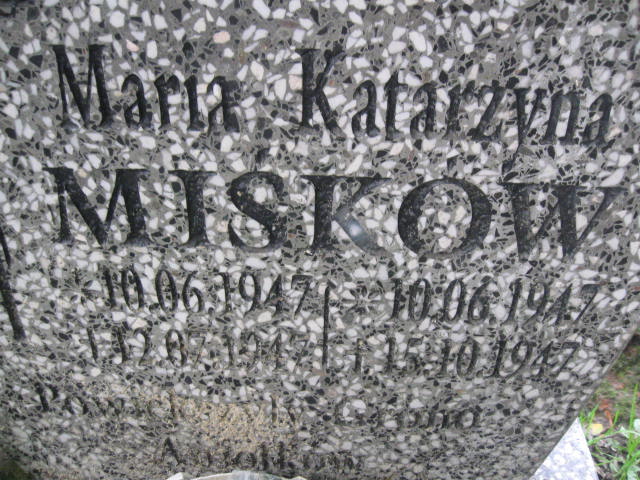 Maria Katarzyna
MIŚKÓW
* 10.06.1947 * 10.06.1947
† 12.07.1947 † 15.10.1947